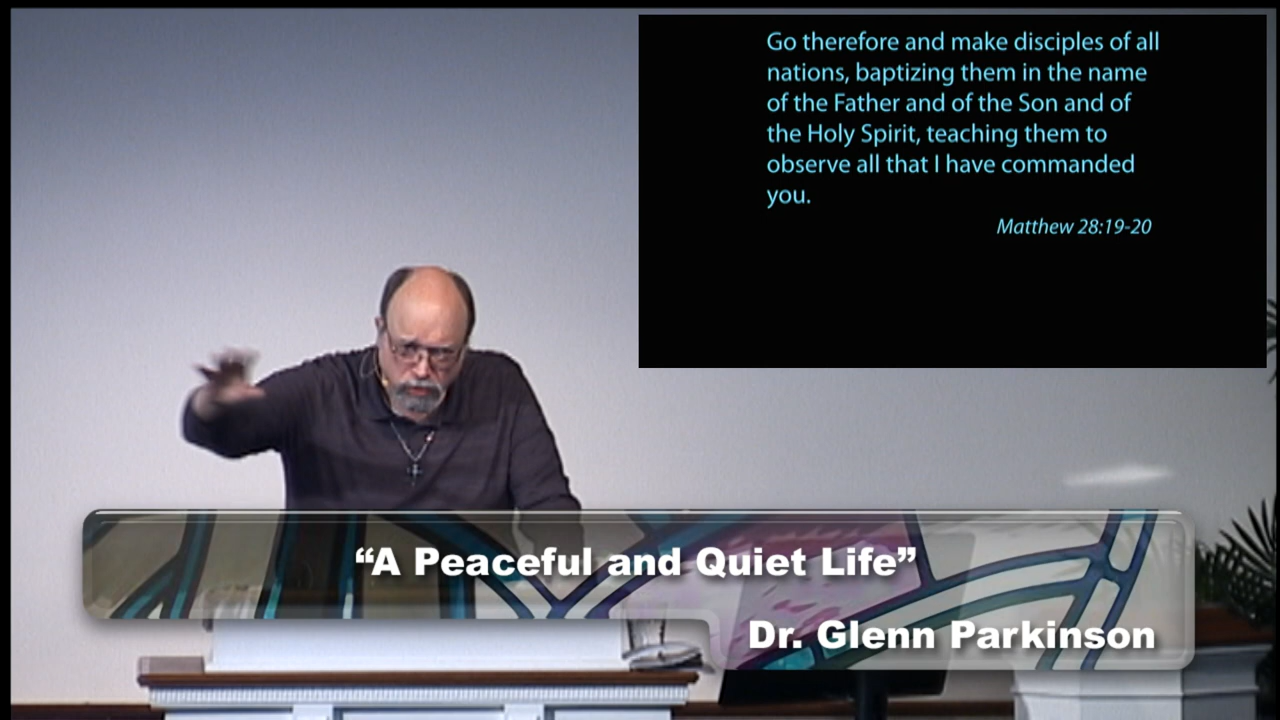 Go therefore and make disciples of all
nations, baptizing them in the name
of the Father and of the Son and of
the Holy Spirit, teaching them to
observe all that I have commanded
you.
Matthew 28:19-20
“A Peaceful and Quiet Life”
Dr. Glenn Parkinson